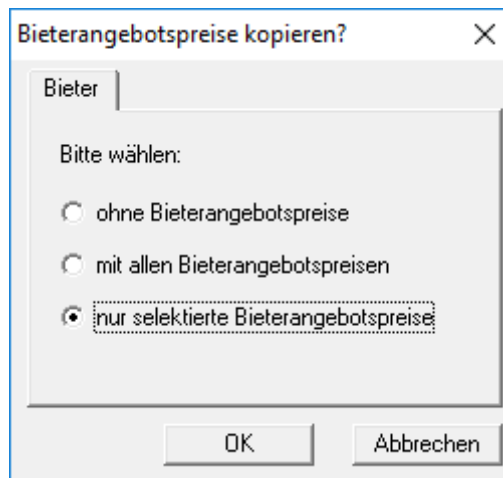 Bieterangebotspreise kopieren?
Bieter
Bitte wählen:
ohne Bieterangebotspreise
mit allen Bieterangebotspreisen
nur selektierte Bieterangebotspreise
OK
Abbrechen